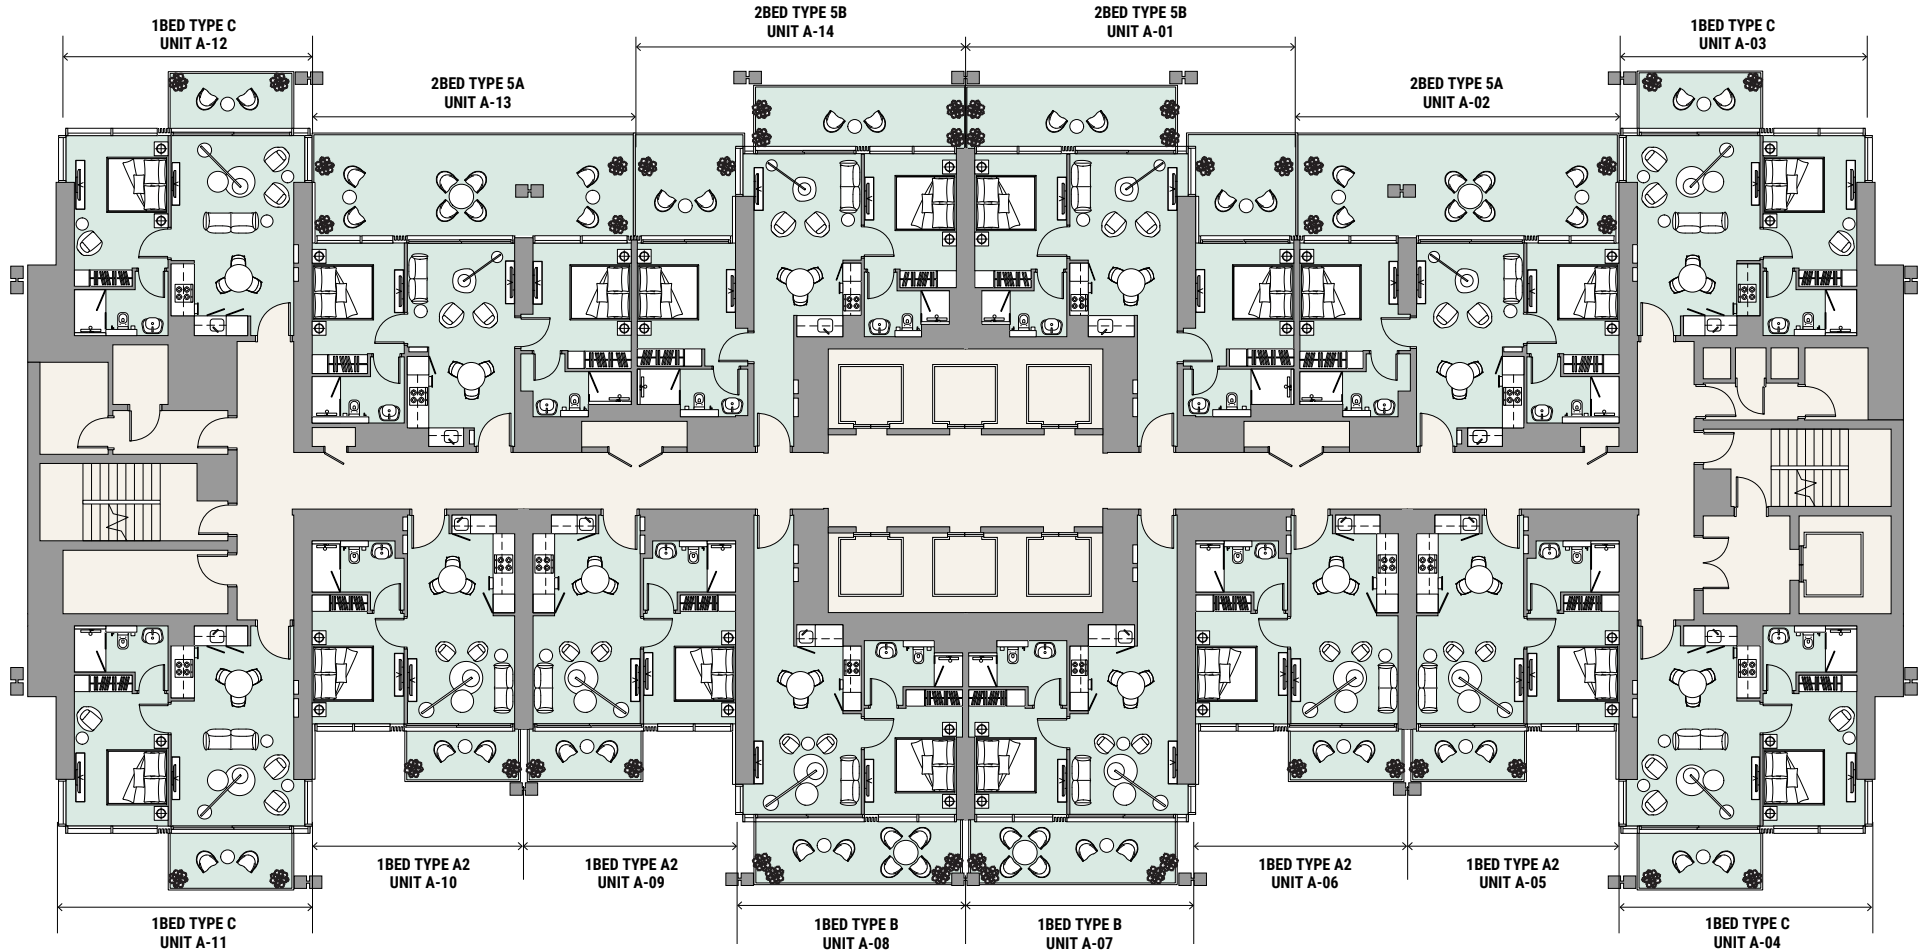 1BED TYPE C
UNIT A-12
2BED TYPE 5A
UNIT A-13
2BED TYPE 5B
UNIT A-14
2BED TYPE 5B
UNIT A-01
2BED TYPE 5A
UNIT A-02
1BED TYPE C
UNIT A-03
1BED TYPE C
UNIT A-11
1BED TYPE A2
UNIT A-10
1BED TYPE A2
UNIT A-09
1BED TYPE B
UNIT A-08
1BED TYPE B
UNIT A-07
1BED TYPE A2
UNIT A-06
1BED TYPE A2
UNIT A-05
1BED TYPE C
UNIT A-04